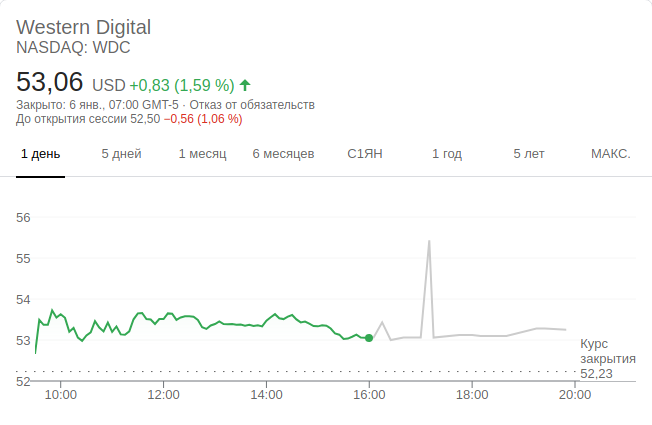 Western Digital
NASDAQ: WDC
53,06 USD +0,83 (1,59 %)
Закрыто: 6 янв., 07:00 GMT-5 · Отказ от обязательств
До открытия сессии 52,50 −0,56 (1,06 %)
1 день 5 дней 1 месяц 6 месяцев С1ЯН 1 год 5 лет МАКС.
56
55
54
53
Курс
закрытия
52,23
52
10:00 12:00 14:00 16:00 18:00 20:00